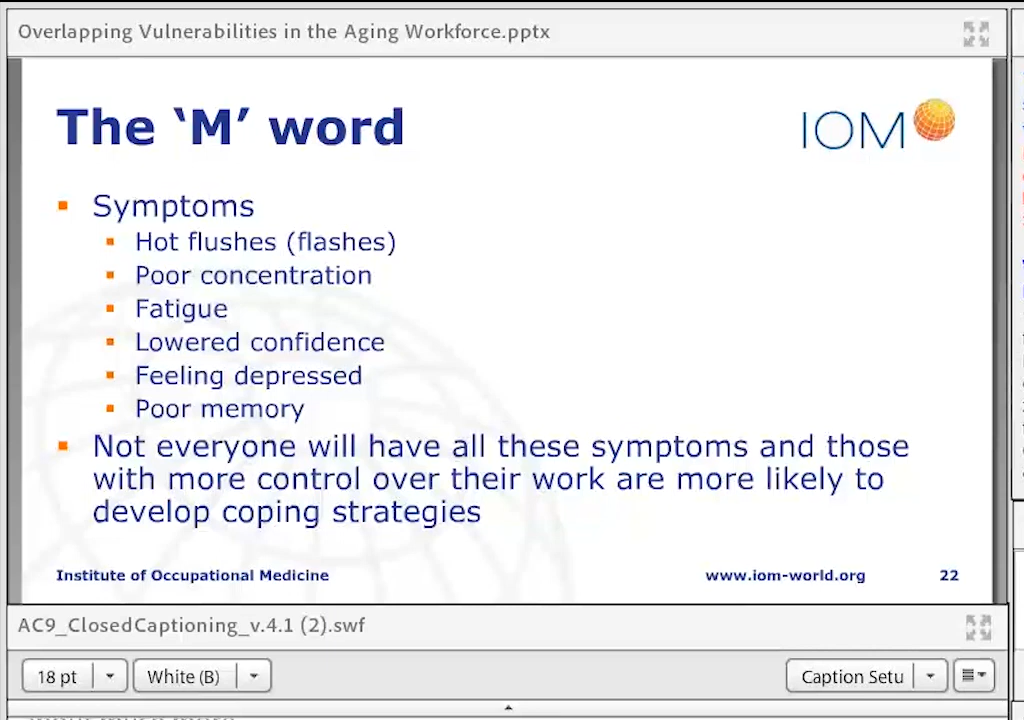 Overlapping Vulnerabilities in the Aging Workforce.pptx
The ‘M’ word
IOM
Symptoms
Hot flushes (flashes)
Poor concentration
Fatigue
Lowered confidence
Feeling depressed
Poor memory
Not everyone will have all these symptoms and those
with more control over their work are more likely to
develop coping strategies
Institute of Occupational Medicine www.iom-world.org 22
AC9_ClosedCaptioning_v.4.1 (2).swf
18 pt White (B) Caption Setu